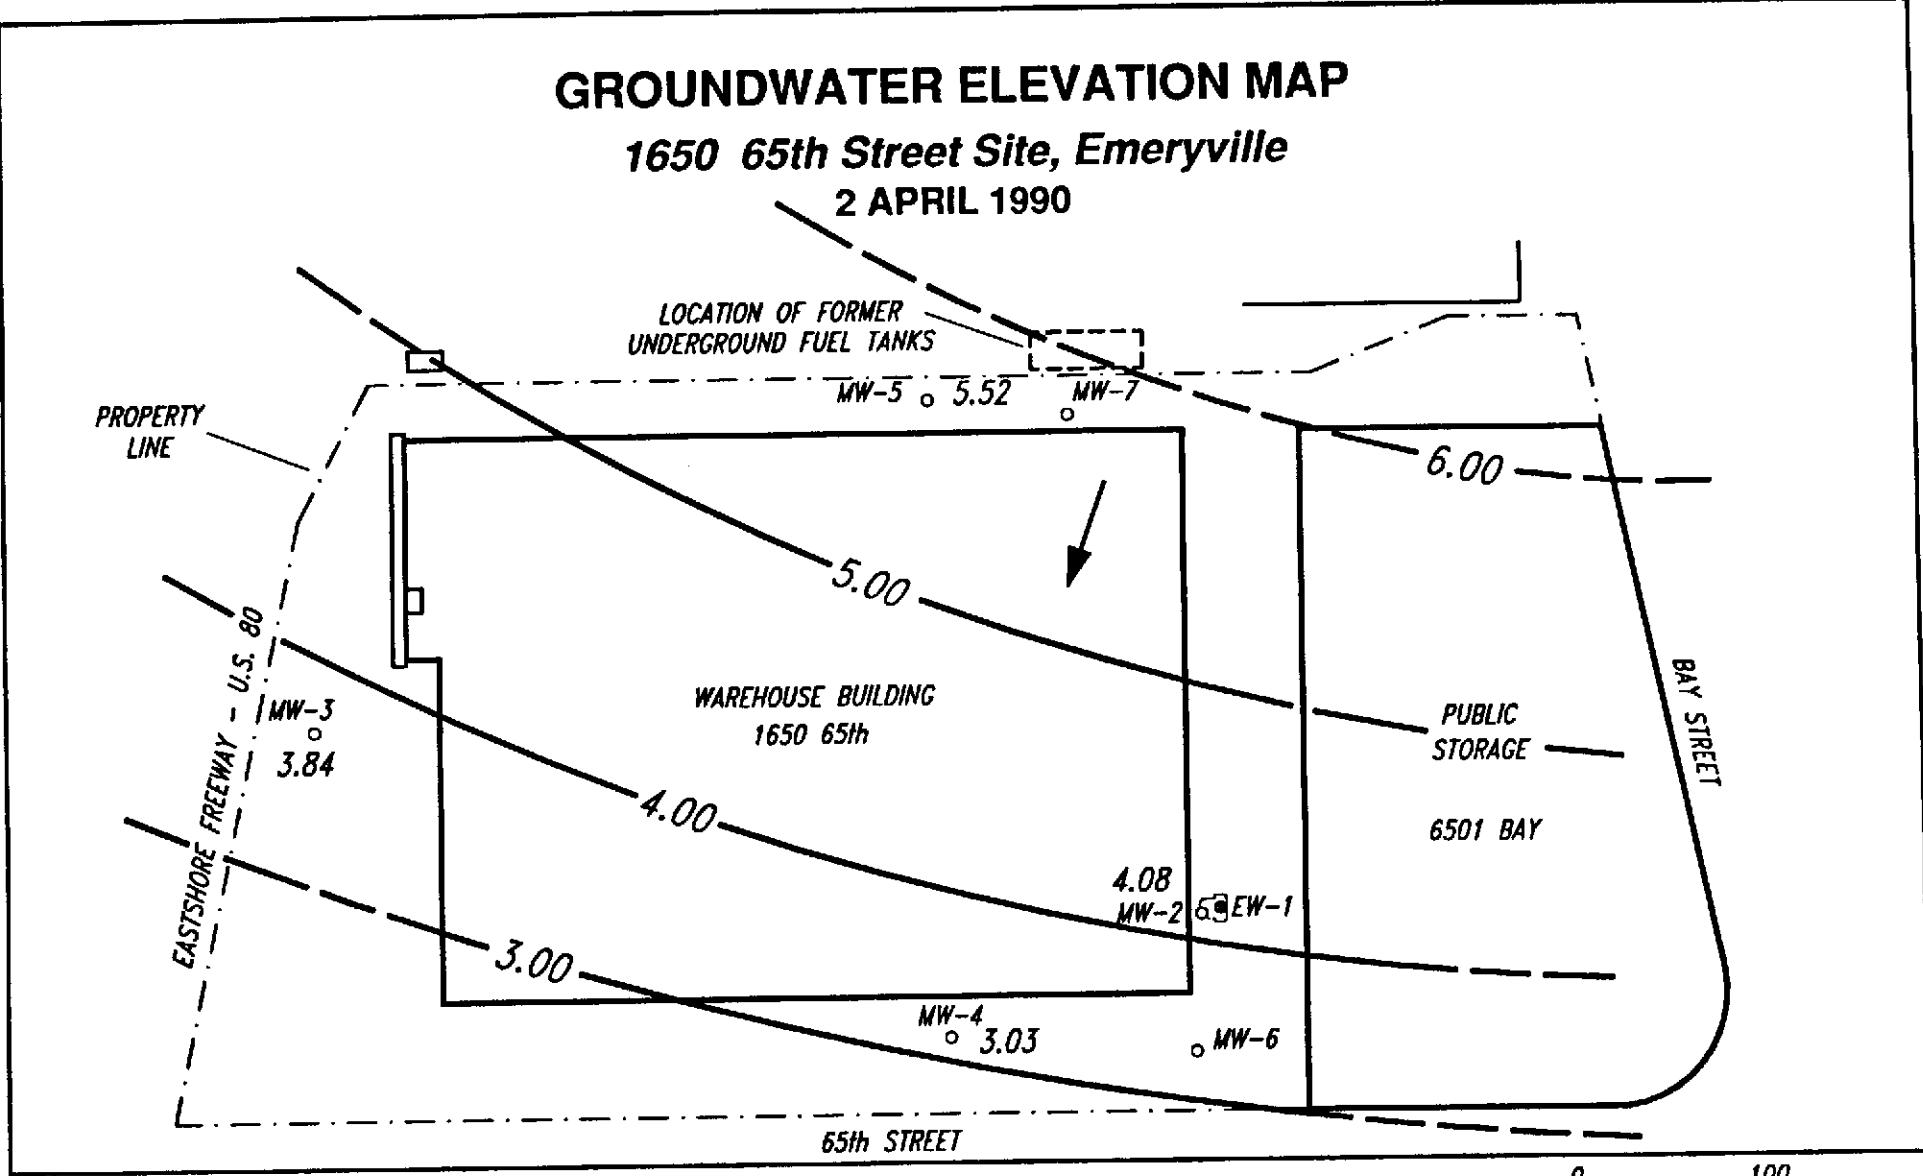 GROUNDWATER ELEVATION MAP
1650 65th Street Site, Emeryville
2 APRIL 1990
LOCATION OF FORMER
UNDERGROUND FUEL TANKS
MW-5 5.52 MW-7
PROPERTY
LINE
6.00
5.00
EASTSHORE FREEWAY - U.S. 80
MW-3
3.84
WAREHOUSE BUILDING
1650 65th
PUBLIC
STORAGE
BAY STREET
6501 BAY
4.00
4.08
MW-2 EW-1
3.00
MW-4
3.03
MW-6
65th STREET
0 100